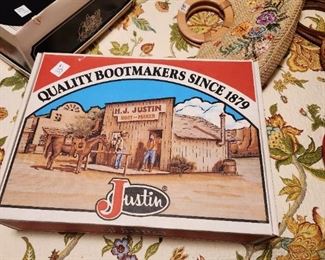 QUALITY BOOTMAKERS SINCE 1879
H.J. JUSTIN
BOOT - MAKER
Justin